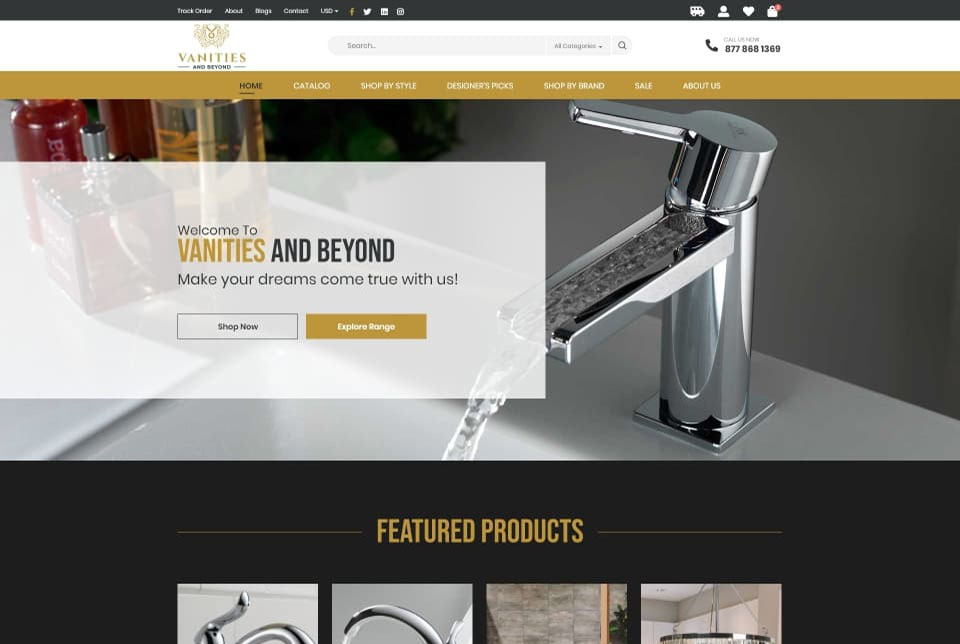 Track Order About Blogs Contact USD
VANITIES
AND BEYOND
Search...
All Categories
CALL US NOW
877 868 1369
HOME CATALOG SHOP BY STYLE DESIGNER'S PICKS SHOP BY BRAND SALE ABOUT US
Welcome To
VANITIES AND BEYOND
Make your dreams come true with us!
Shop Now Explore Range
FEATURED PRODUCTS